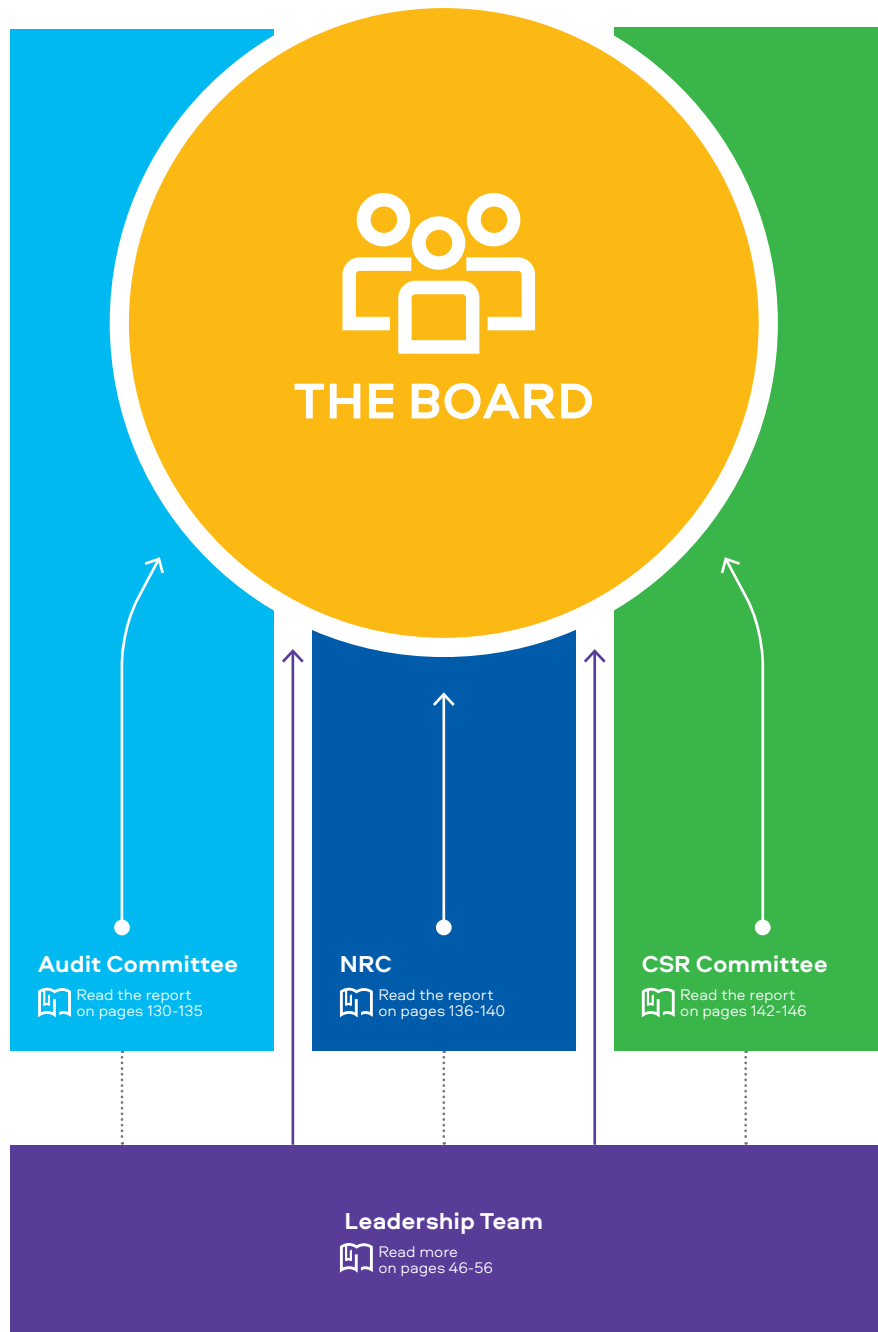 THE BOARD
Audit Committee
Read the report
on pages 130-135
NRC
Read the report
on pages 136-140
CSR Committee
Read the report
on pages 142-146
Leadership Team
Read more
on pages 46-56